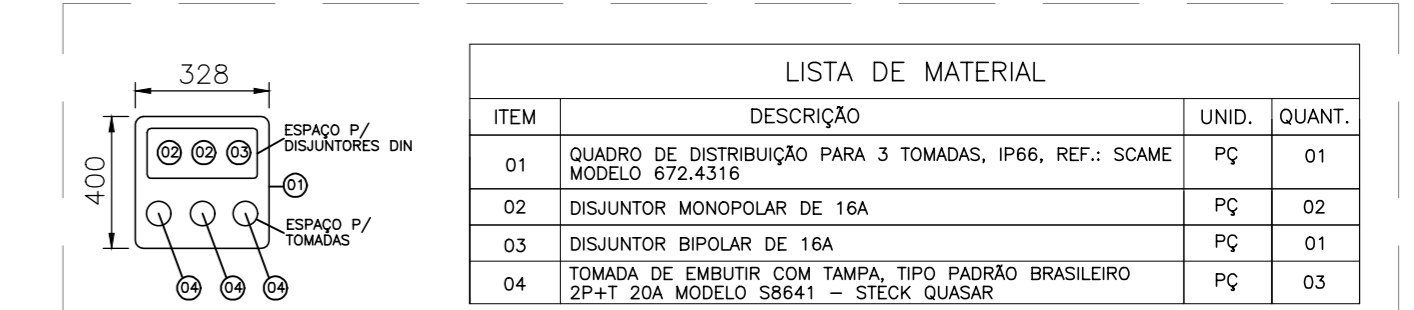 328
400
02 02 03
ESPAÇO P/
DISJUNTORES DIN
01
ESPAÇO P/
TOMADAS
04 04 04
LISTA DE MATERIAL
ITEM DESCRIÇÃO UNID. QUANT.
01 QUADRO DE DISTRIBUIÇÃO PARA 3 TOMADAS, IP66, REF.: SCAME
MODELO 672.4316 PÇ 01
02 DISJUNTOR MONOPOLAR DE 16A PÇ 02
03 DISJUNTOR BIPOLAR DE 16A PÇ 01
04 TOMADA DE EMBUTIR COM TAMPA, TIPO PADRÃO BRASILEIRO
2P+T 20A MODELO S8641 – STECK QUASAR PÇ 03